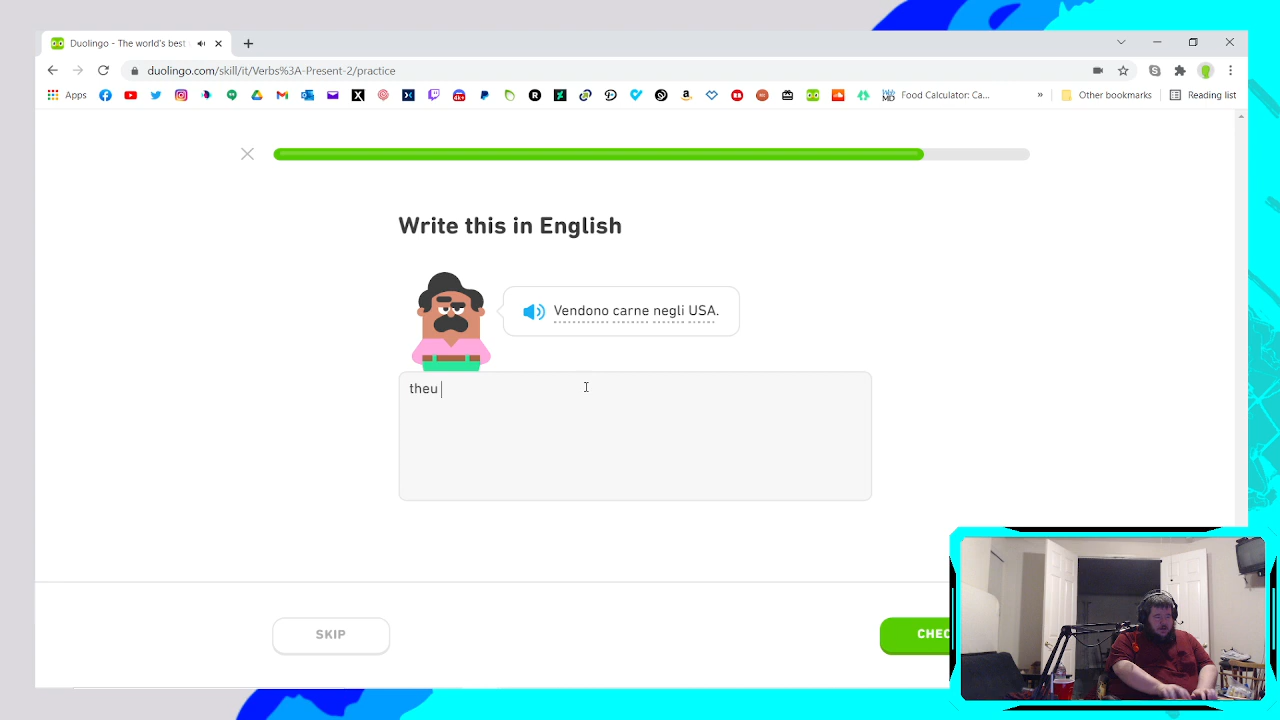 Duolingo - The world's best
duolingo.com/skill/it/Verbs%3A-Present-2/practice
Apps
Food Calculator: Ca...
»
Other bookmarks
Reading list
Write this in English
Vendono carne negli USA.
theu
SKIP
CHEC